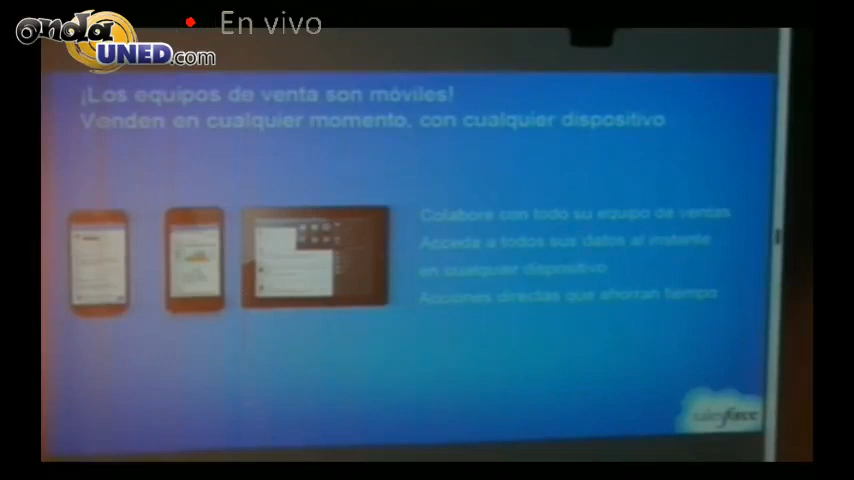 onda
UNED.com
En vivo
¡Los equipos de venta son móviles!
Venden en cualquier momento, con cualquier dispositivo
Colabore con todo su equipo de ventas
Acceda a todos sus datos al instante
en cualquier dispositivo
Acciones directas que ahorran tiempo
salesforce